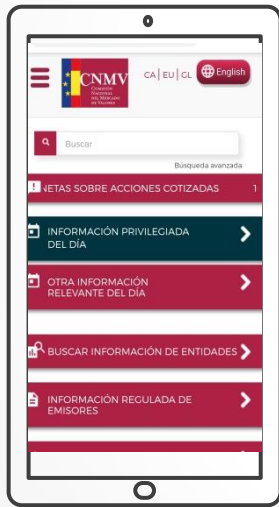 CNMV
COMISIÓN
NACIONAL
DEL MERCADO
DE VALORES
CA | EU | GL
English
Buscar
Búsqueda avanzada
NETAS SOBRE ACCIONES COTIZADAS 1
INFORMACIÓN PRIVILEGIADA
DEL DÍA
OTRA INFORMACIÓN
RELEVANTE DEL DÍA
BUSCAR INFORMACIÓN DE ENTIDADES
INFORMACIÓN REGULADA DE
EMISORES